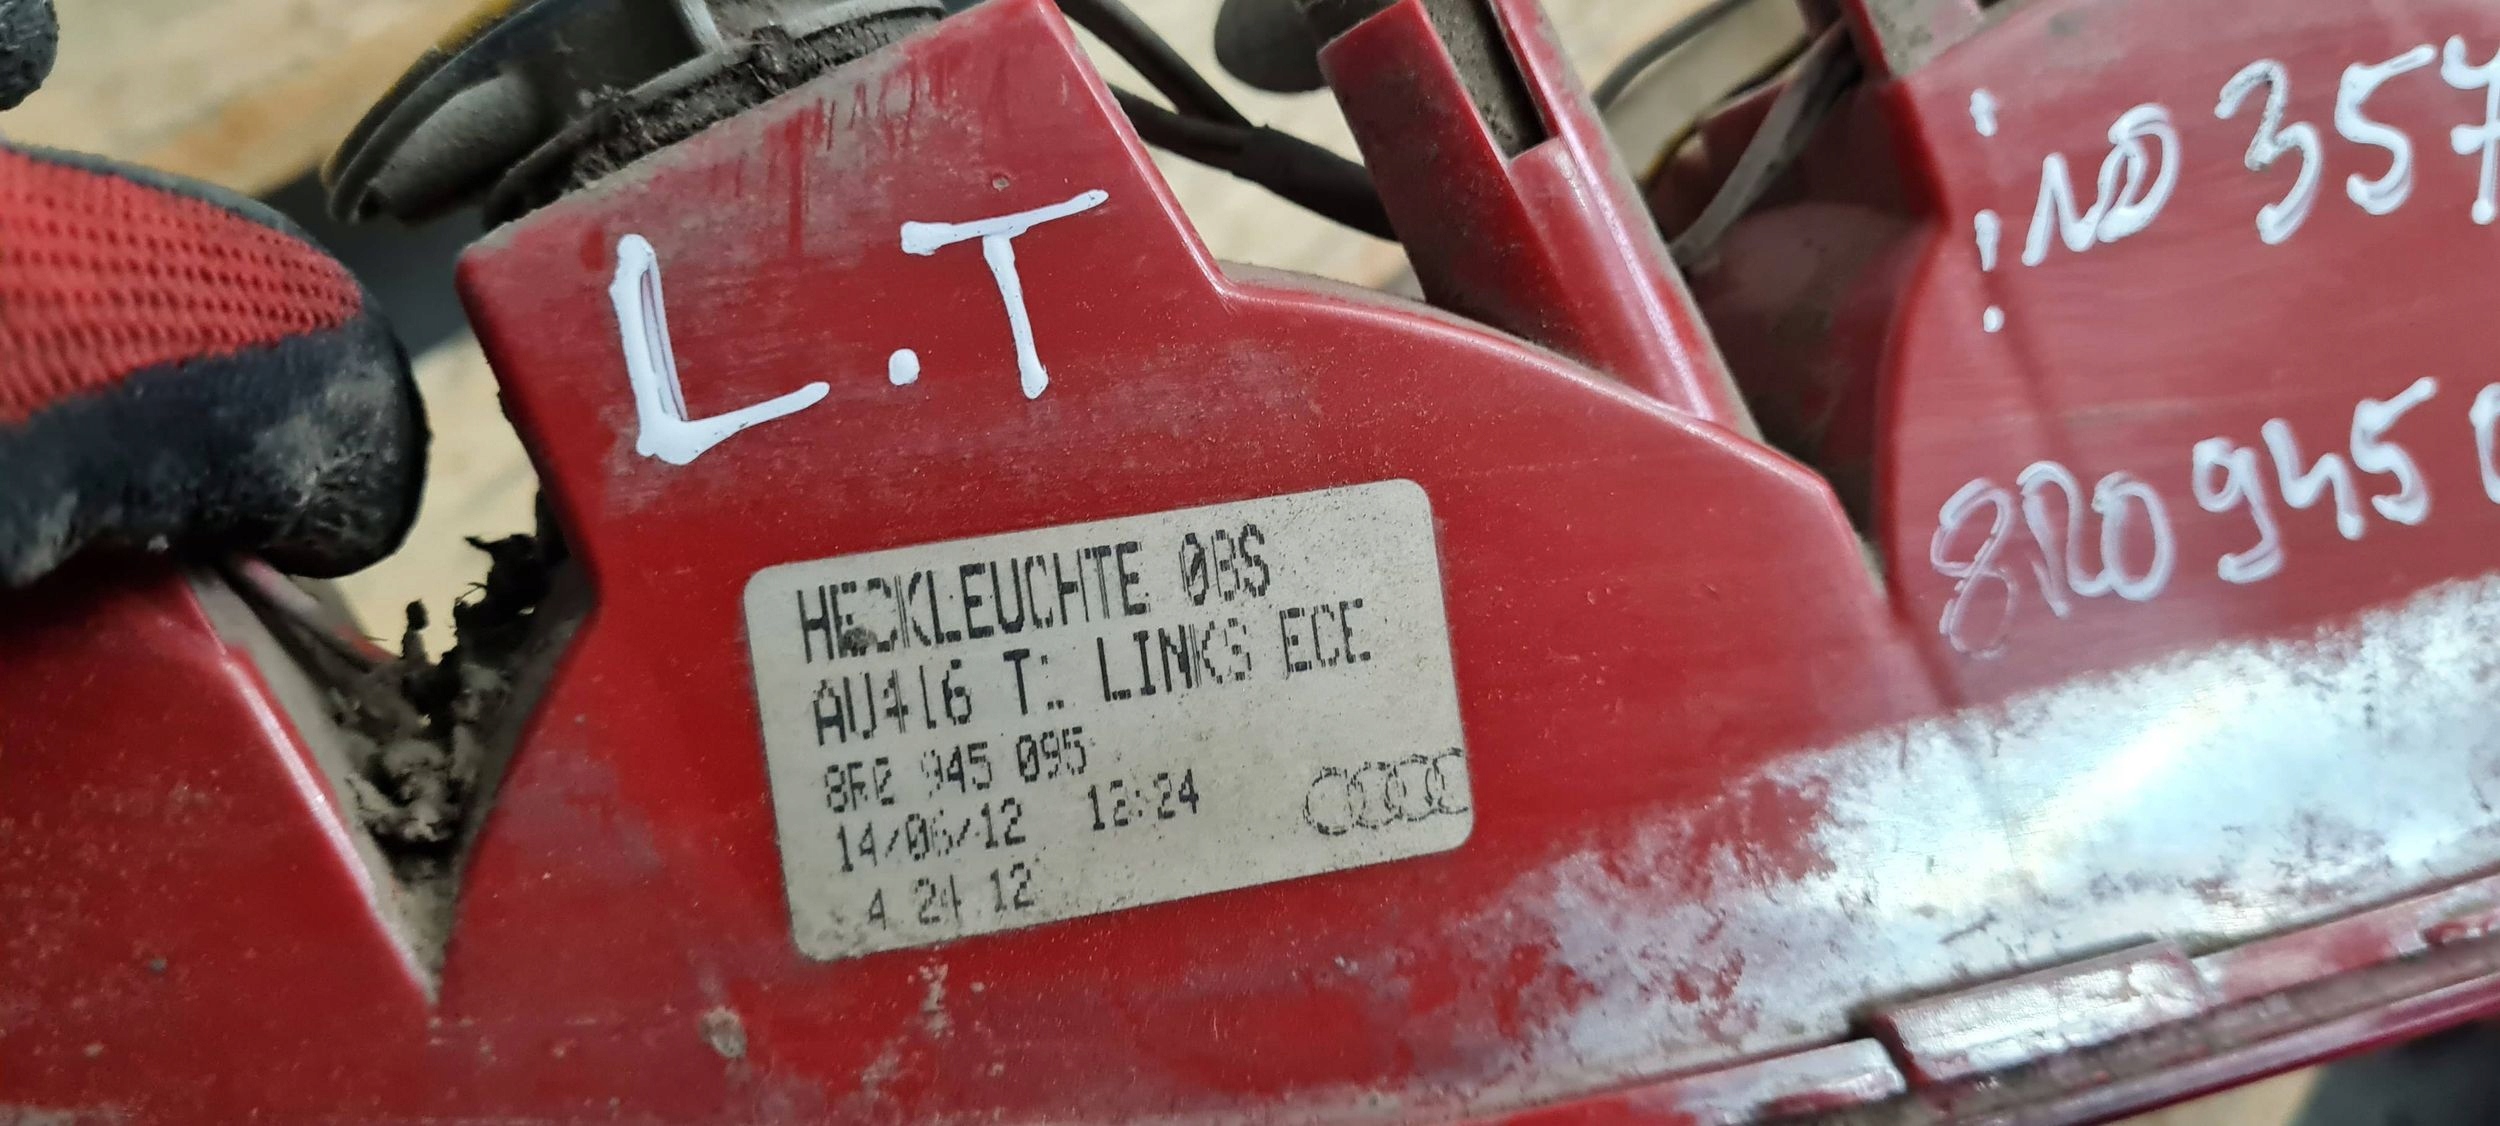 L.T
IND 357
8R0 945 0
HECKLEUCHTE 0BS
AU416 T.: LINKS ECE
8R0 945 095
14/06/12 12:24
4 24 12